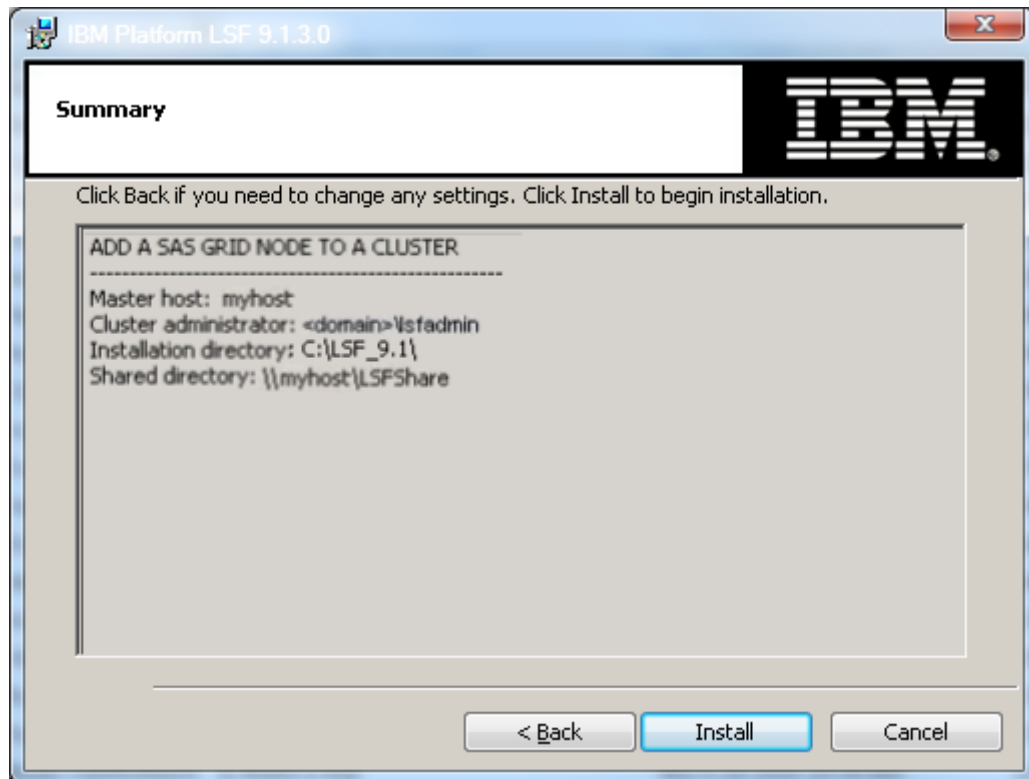 IBM Platform LSF 9.1.3.0
Summary
IBM®
Click Back if you need to change any settings. Click Install to begin installation.
ADD A SAS GRID NODE TO A CLUSTER
----------------------------------------------------
Master host: myhost
Cluster administrator: <domain>\lsfadmin
Installation directory: C:\LSF_9.1\
Shared directory: \\myhost\LSFShare
< Back
Install
Cancel